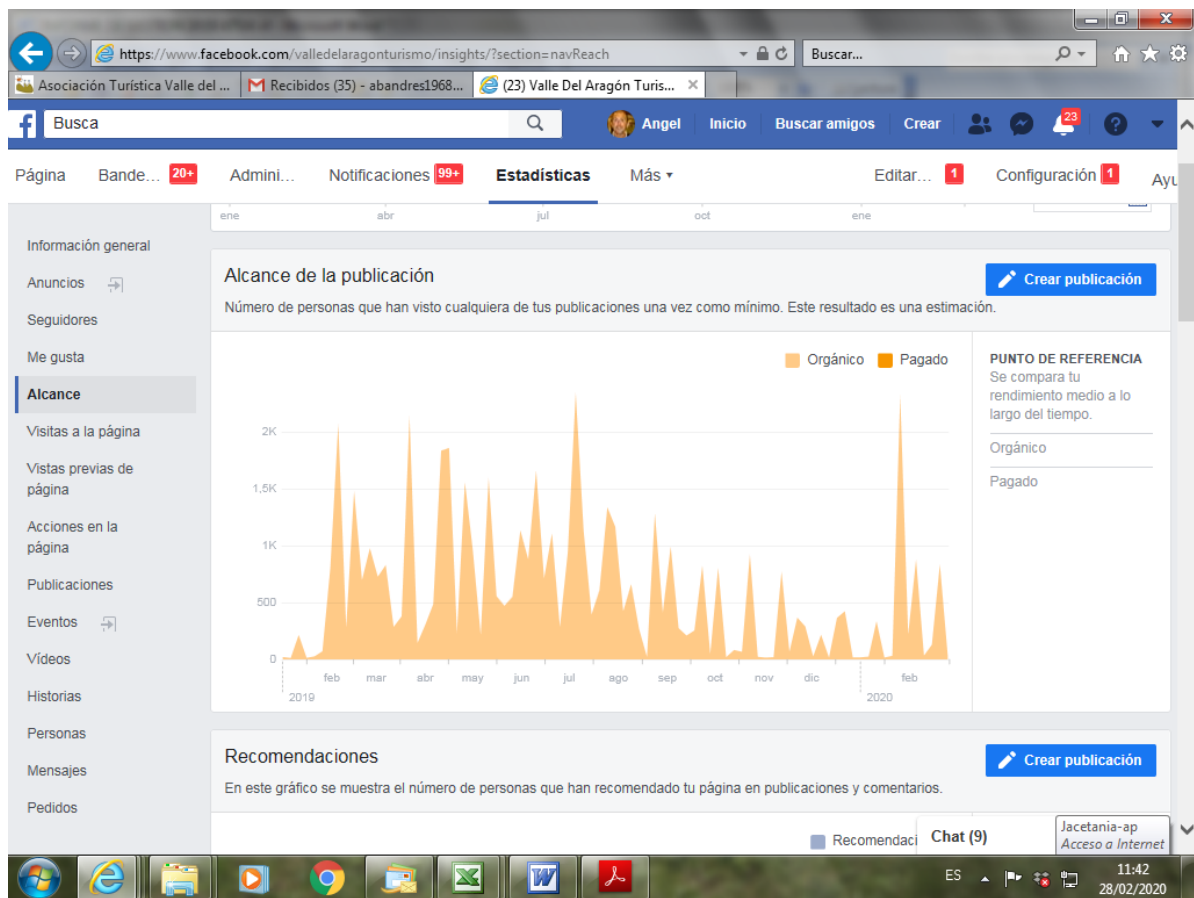 https://www.facebook.com/valledelaragonturismo/insights/?section=navReach
Buscar...
Asociación Turística Valle del ...
Recibidos (35) - abandres1968...
(23) Valle Del Aragón Turis...
Busca
Angel
Inicio
Buscar amigos
Crear
23
Página
Bande... 20+
Admini...
Notificaciones 99+
Estadísticas
Más
Editar... 1
Configuración 1
Ayu
ene abr jul oct ene
Información general
Anuncios
Seguidores
Me gusta
Alcance
Visitas a la página
Vistas previas de
página
Acciones en la
página
Publicaciones
Eventos
Vídeos
Historias
Personas
Mensajes
Pedidos
Alcance de la publicación
Crear publicación
Número de personas que han visto cualquiera de tus publicaciones una vez como mínimo. Este resultado es una estimación.
Orgánico Pagado
2K
1,5K
1K
500
0
feb mar abr may jun jul ago sep oct nov dic feb
2019 2020
PUNTO DE REFERENCIA
Se compara tu
rendimiento medio a lo
largo del tiempo.
Orgánico
Pagado
Recomendaciones
Crear publicación
En este gráfico se muestra el número de personas que han recomendado tu página en publicaciones y comentarios.
Recomendaci
Chat (9)
Jacetania-ap
Acceso a Internet
ES
11:42
28/02/2020